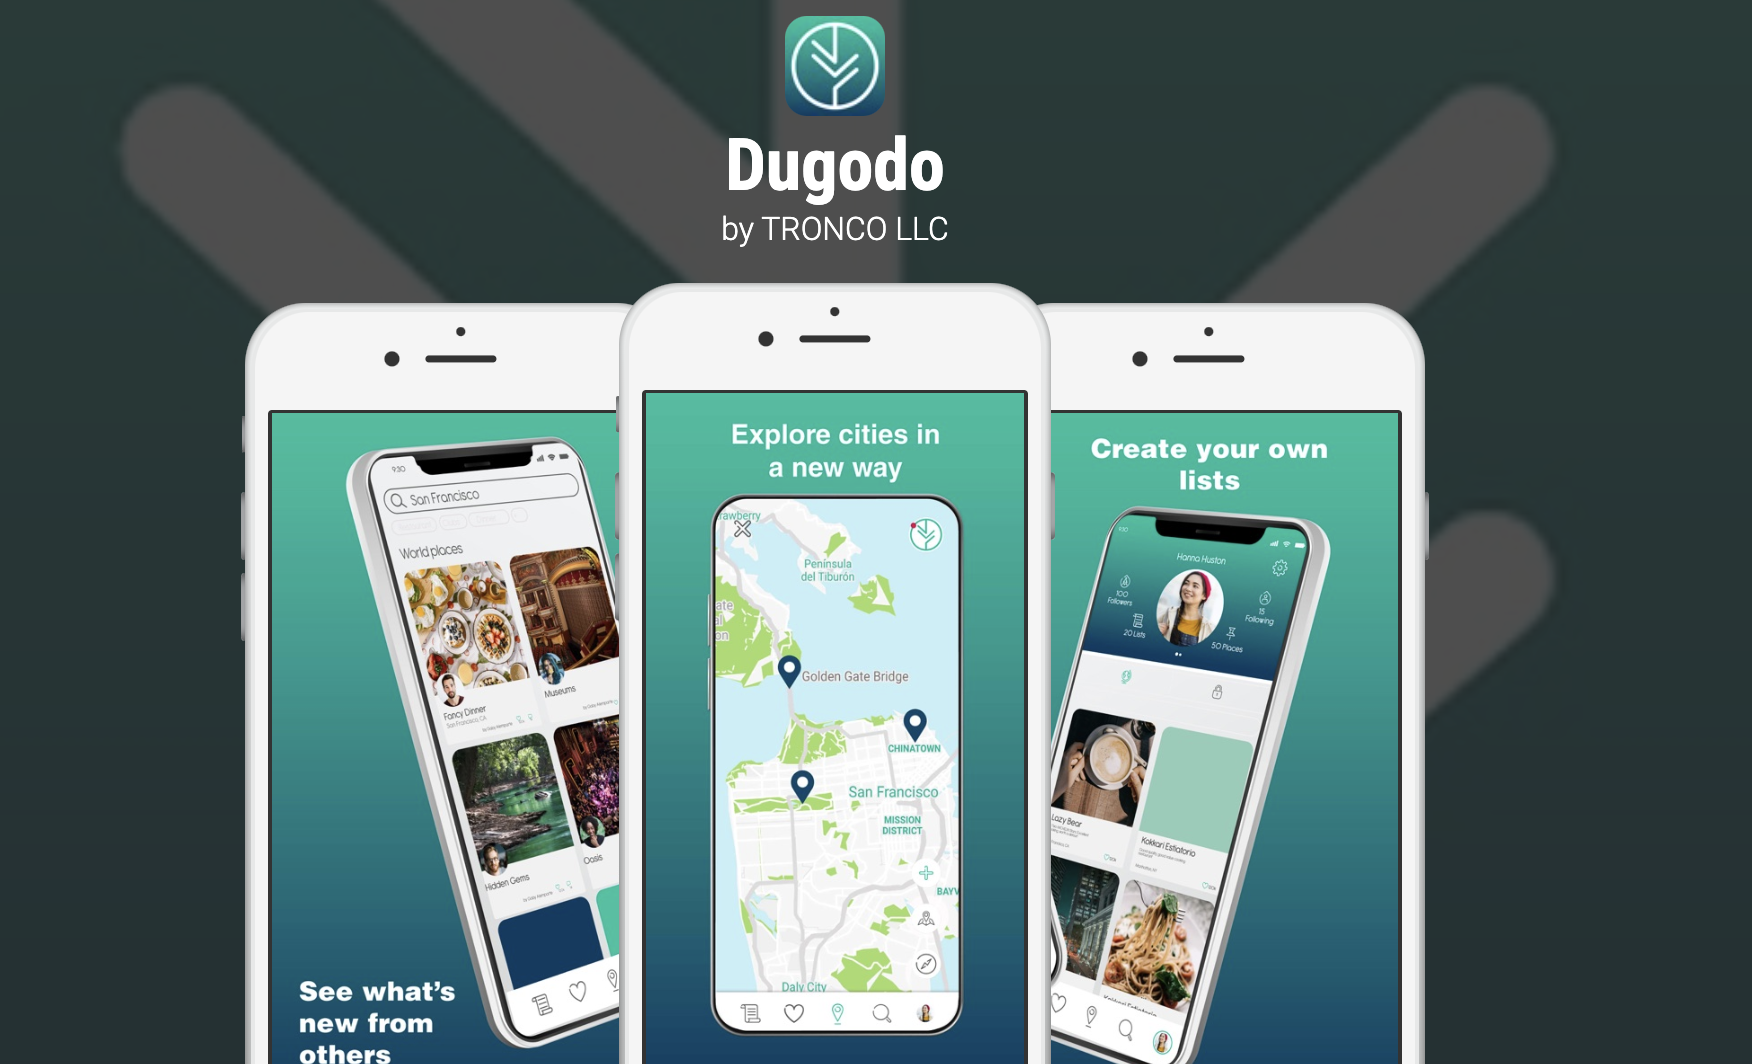 Dugodo
by TRONCO LLC
9:30
San Francisco
World places
Fancy Dinner
San Francisco, CA
Museums
Hidden Gems
Oasis
See what's
new from
others
Explore cities in
a new way
rawberry
Peninsula
del Tiburón
ate
al
on
Golden Gate Bridge
CHINATOWN
San Francisco
MISSION
DISTRICT
BAYV
Daly City
Create your own
lists
9:30
Hanna Huston
100
Followers
15
Following
20 Lists
50 Places
Lazy Bear
Kokkari Estiatorio
Kokkari Estiatorio